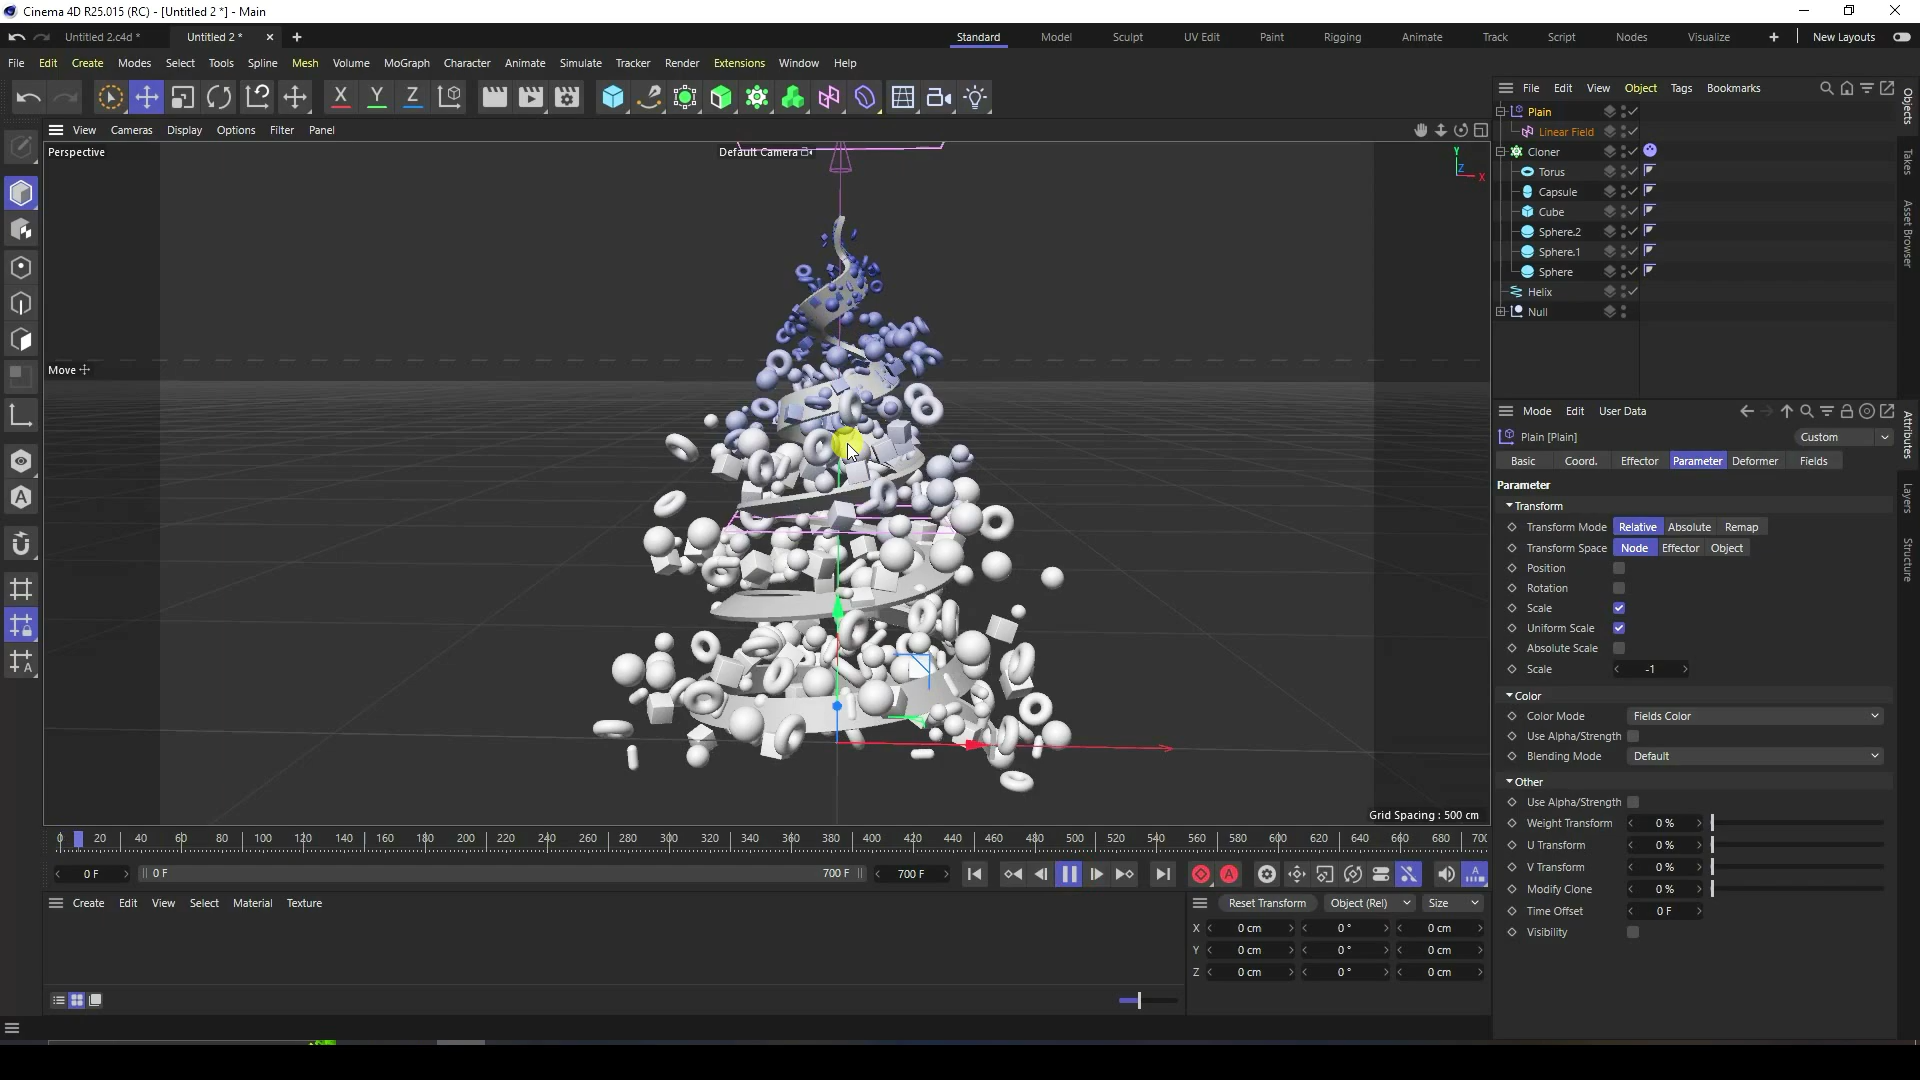 Cinema 4D R25.015 (RC) - [Untitled 2 *] - Main
Untitled 2.c4d *
Untitled 2 *
Standard Model Sculpt UV Edit Paint Rigging Animate Track Script Nodes Visualize New Layouts
File Edit Create Modes Select Tools Spline Mesh Volume MoGraph Character Animate Simulate Tracker Render Extensions Window Help
X Y Z
View Cameras Display Options Filter Panel
Perspective
Default Camera
Y
Z
X
Move
Grid Spacing : 500 cm
0 20 40 60 80 100 120 140 160 180 200 220 240 260 280 300 320 340 360 380 400 420 440 460 480 500 520 540 560 580 600 620 640 660 680 700
0 F
0 F
700 F
700 F
Create Edit View Select Material Texture
Reset Transform Object (Rel) Size
X 0 cm 0 ° 0 cm
Y 0 cm 0 ° 0 cm
Z 0 cm 0 ° 0 cm
File Edit View Object Tags Bookmarks
Plain
Linear Field
Cloner
Torus
Capsule
Cube
Sphere.2
Sphere.1
Sphere
Helix
Null
Objects
Takes
Asset Browser
Mode Edit User Data
Plain [Plain]
Custom
Basic Coord. Effector Parameter Deformer Fields
Parameter
Transform
Transform Mode Relative Absolute Remap
Transform Space Node Effector Object
Position
Rotation
Scale
Uniform Scale
Absolute Scale
Scale -1
Color
Color Mode Fields Color
Use Alpha/Strength
Blending Mode Default
Other
Use Alpha/Strength
Weight Transform 0 %
U Transform 0 %
V Transform 0 %
Modify Clone 0 %
Time Offset 0 F
Visibility
Attributes
Layers
Structure